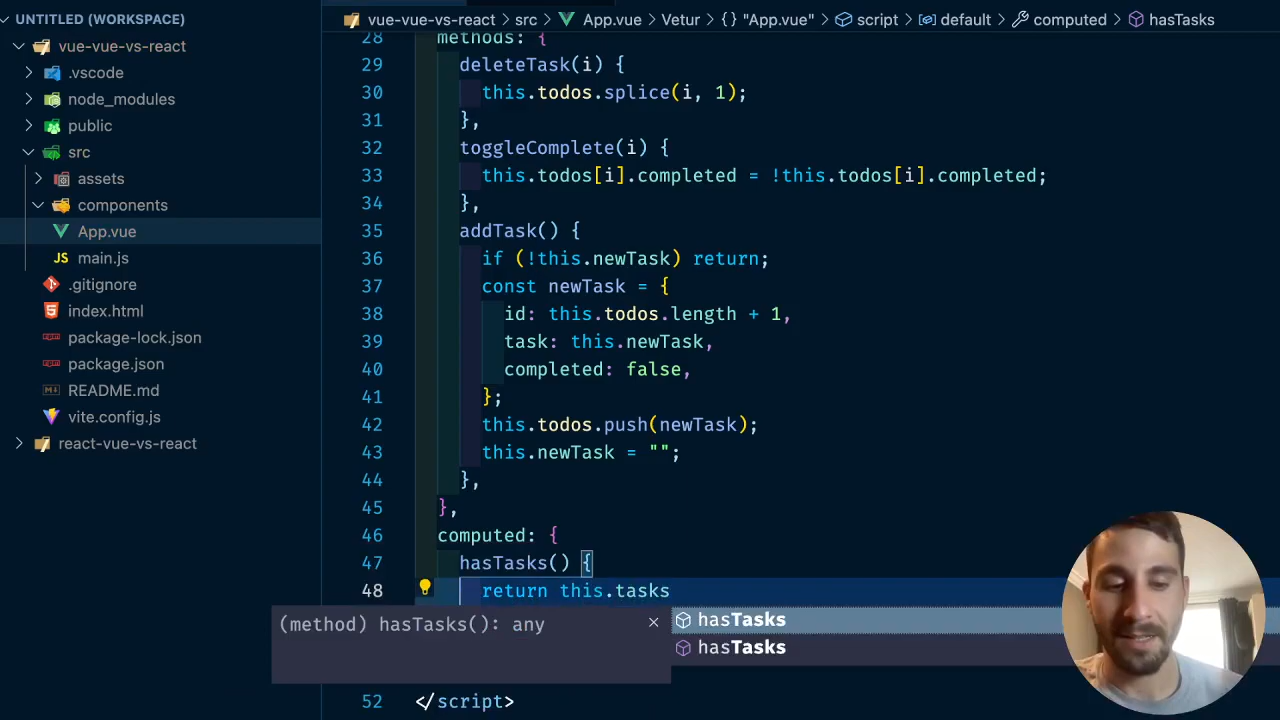 UNTITLED (WORKSPACE)
vue-vue-vs-react
.vscode
node_modules
public
src
assets
components
App.vue
JS main.js
.gitignore
index.html
package-lock.json
package.json
README.md
vite.config.js
react-vue-vs-react
vue-vue-vs-react > src > App.vue > Vetur > {} "App.vue" > script > default > computed > hasTasks
28 methods: {
29 deleteTask(i) {
30 this.todos.splice(i, 1);
31 },
32 toggleComplete(i) {
33 this.todos[i].completed = !this.todos[i].completed;
34 },
35 addTask() {
36 if (!this.newTask) return;
37 const newTask = {
38 id: this.todos.length + 1,
39 task: this.newTask,
40 completed: false,
41 };
42 this.todos.push(newTask);
43 this.newTask = "";
44 },
45 },
46 computed: {
47 hasTasks() {
48 return this.tasks
(method) hasTasks(): any
hasTasks
hasTasks
52 </script>